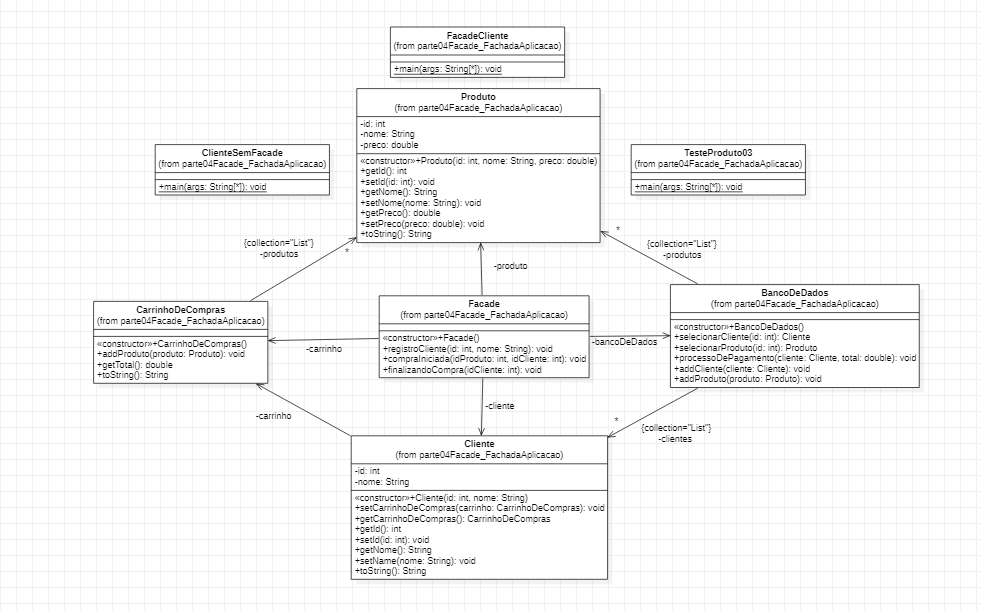 FacadeCliente
(from parte04Facade_FachadaAplicacao)
+main(args: String[*]): void
Produto
(from parte04Facade_FachadaAplicacao)
-id: int
-nome: String
-preco: double
«constructor»+Produto(id: int, nome: String, preco: double)
+getId(): int
+setId(id: int): void
+getNome(): String
+setNome(nome: String): void
+getPreco(): double
+setPreco(preco: double): void
+toString(): String
ClienteSemFacade
(from parte04Facade_FachadaAplicacao)
+main(args: String[*]): void
TesteProduto03
(from parte04Facade_FachadaAplicacao)
+main(args: String[*]): void
{collection="List"}
-produtos
*
-produto
*
{collection="List"}
-produtos
CarrinhoDeCompras
(from parte04Facade_FachadaAplicacao)
«constructor»+CarrinhoDeCompras()
+addProduto(produto: Produto): void
+getTotal(): double
+toString(): String
-carrinho
Facade
(from parte04Facade_FachadaAplicacao)
«constructor»+Facade()
+registroCliente(id: int, nome: String): void
+compraIniciada(idProduto: int, idCliente: int): void
+finalizandoCompra(idCliente: int): void
-bancoDeDados
BancoDeDados
(from parte04Facade_FachadaAplicacao)
«constructor»+BancoDeDados()
+selecionarCliente(id: int): Cliente
+selecionarProduto(id: int): Produto
+processoDePagamento(cliente: Cliente, total: double): void
+addCliente(cliente: Cliente): void
+addProduto(produto: Produto): void
-carrinho
-cliente
*
{collection="List"}
-clientes
Cliente
(from parte04Facade_FachadaAplicacao)
-id: int
-nome: String
«constructor»+Cliente(id: int, nome: String)
+setCarrinhoDeCompras(carrinho: CarrinhoDeCompras): void
+getCarrinhoDeCompras(): CarrinhoDeCompras
+getId(): int
+setId(id: int): void
+getNome(): String
+setName(nome: String): void
+toString(): String